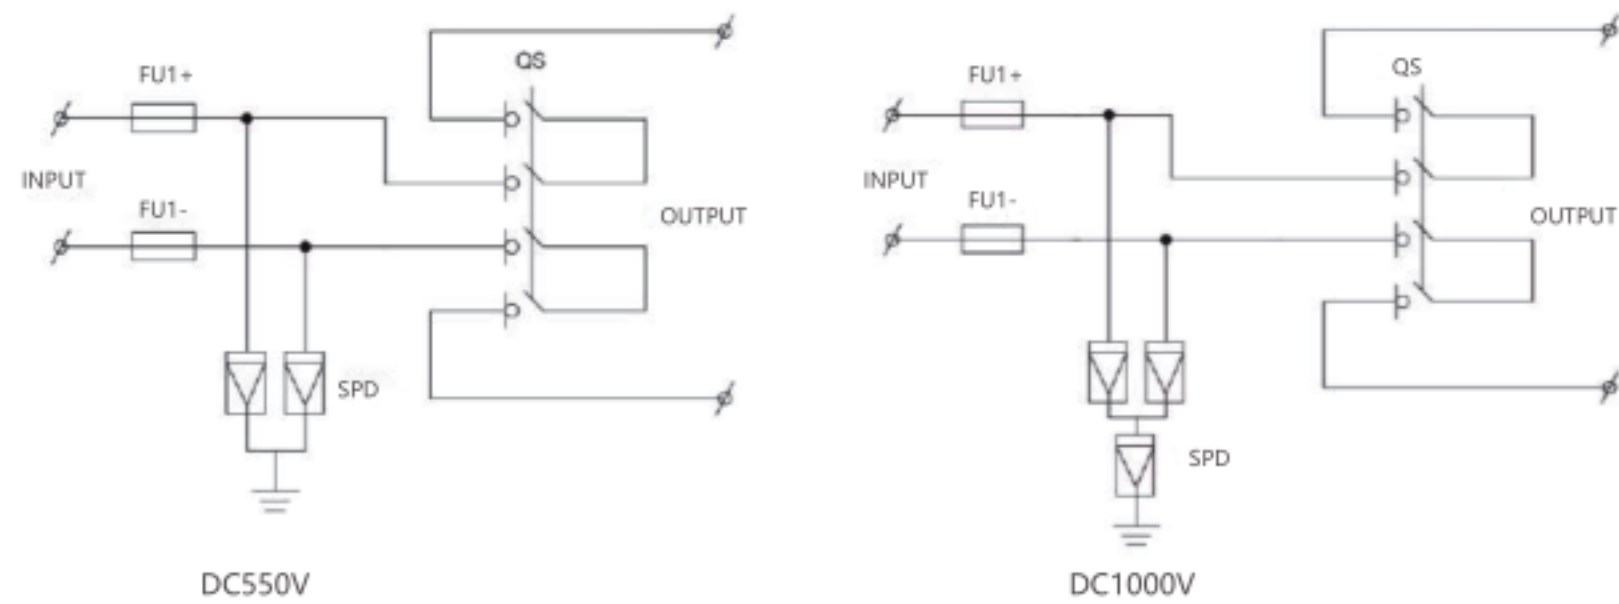 QS
FU1+
INPUT
FU1-
OUTPUT
SPD
DC550V
QS
FU1+
INPUT
FU1-
OUTPUT
SPD
DC1000V